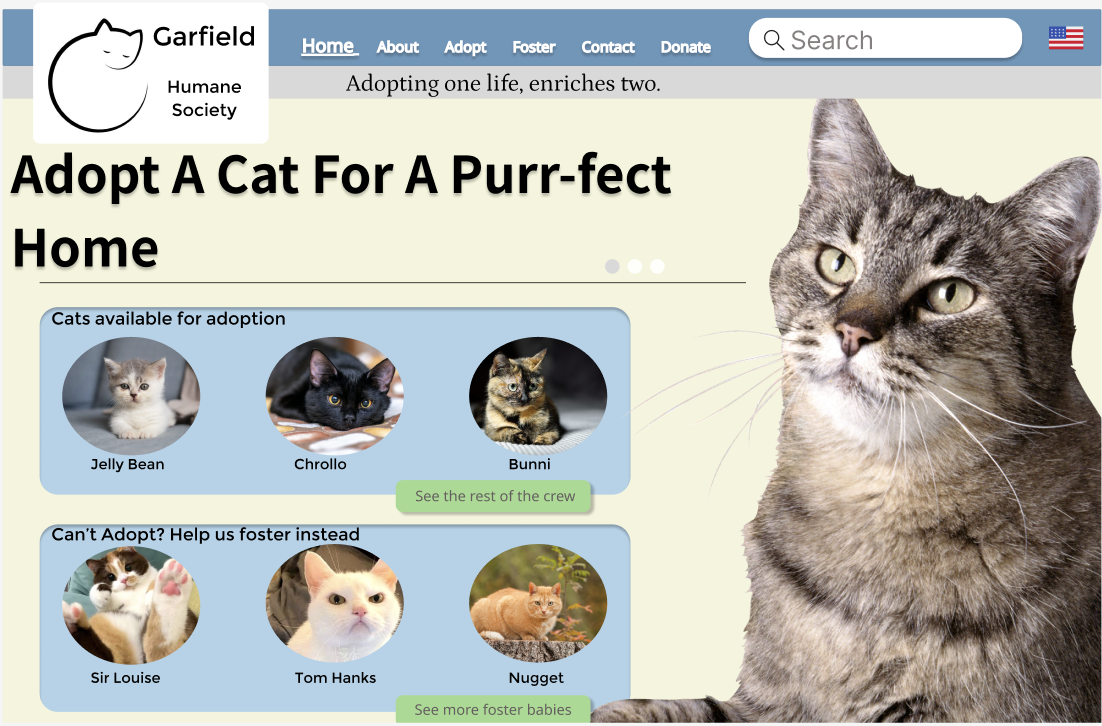 Garfield
Humane
Society
Home About Adopt Foster Contact Donate
Search
Adopting one life, enriches two.
Adopt A Cat For A Purr-fect
Home
Cats available for adoption
Jelly Bean Chrollo Bunni
See the rest of the crew
Can't Adopt? Help us foster instead
Sir Louise Tom Hanks Nugget
See more foster babies